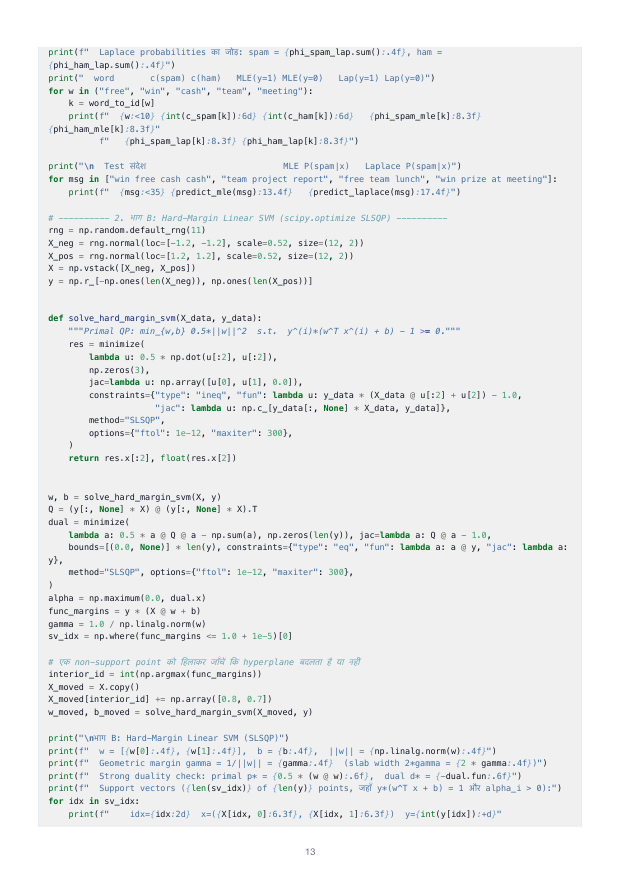 print(f"  Laplace probabilities का जोड: spam = {phi_spam_lap.sum():.4f}, ham =
{phi_ham_lap.sum():.4f}")
print("  word       c(spam) c(ham)   MLE(y=1) MLE(y=0)   Lap(y=1) Lap(y=0)")
for w in ("free", "win", "cash", "team", "meeting"):
    k = word_to_id[w]
    print(f"  {w:<10} {int(c_spam[k]):6d} {int(c_ham[k]):6d}   {phi_spam_mle[k]:8.3f}
{phi_ham_mle[k]:8.3f}"
          f"   {phi_spam_lap[k]:8.3f} {phi_ham_lap[k]:8.3f}")
print("\n  Test संदेश                           MLE P(spam|x)   Laplace P(spam|x)")
for msg in ["win free cash cash", "team project report", "free team lunch", "win prize at meeting"]:
    print(f"  {msg:<35} {predict_mle(msg):13.4f}   {predict_laplace(msg):17.4f}")
# ---------- 2. भाग B: Hard-Margin Linear SVM (scipy.optimize SLSQP) ----------
rng = np.random.default_rng(11)
X_neg = rng.normal(loc=[-1.2, -1.2], scale=0.52, size=(12, 2))
X_pos = rng.normal(loc=[1.2, 1.2], scale=0.52, size=(12, 2))
X = np.vstack([X_neg, X_pos])
y = np.r_[-np.ones(len(X_neg)), np.ones(len(X_pos))]
def solve_hard_margin_svm(X_data, y_data):
    """Primal QP: min_{w,b} 0.5*||w||^2  s.t.  y^(i)*(w^T x^(i) + b) - 1 >= 0."""
    res = minimize(
        lambda u: 0.5 * np.dot(u[:2], u[:2]),
        np.zeros(3),
        jac=lambda u: np.array([u[0], u[1], 0.0]),
        constraints={"type": "ineq", "fun": lambda u: y_data * (X_data @ u[:2] + u[2]) - 1.0,
                     "jac": lambda u: np.c_[y_data[:, None] * X_data, y_data]},
        method="SLSQP",
        options={"ftol": 1e-12, "maxiter": 300},
    )
    return res.x[:2], float(res.x[2])
w, b = solve_hard_margin_svm(X, y)
Q = (y[:, None] * X) @ (y[:, None] * X).T
dual = minimize(
    lambda a: 0.5 * a @ Q @ a - np.sum(a), np.zeros(len(y)), jac=lambda a: Q @ a - 1.0,
    bounds=[(0.0, None)] * len(y), constraints={"type": "eq", "fun": lambda a: a @ y, "jac": lambda a:
y},
    method="SLSQP", options={"ftol": 1e-12, "maxiter": 300},
)
alpha = np.maximum(0.0, dual.x)
func_margins = y * (X @ w + b)
gamma = 1.0 / np.linalg.norm(w)
sv_idx = np.where(func_margins <= 1.0 + 1e-5)[0]
# एक non-support point को हिलाकर जाँचें कि hyperplane बदलता है या नहीं
interior_id = int(np.argmax(func_margins))
X_moved = X.copy()
X_moved[interior_id] += np.array([0.8, 0.7])
w_moved, b_moved = solve_hard_margin_svm(X_moved, y)
print("\nभाग B: Hard-Margin Linear SVM (SLSQP)")
print(f"  w = [{w[0]:.4f}, {w[1]:.4f}],  b = {b:.4f},  ||w|| = {np.linalg.norm(w):.4f}")
print(f"  Geometric margin gamma = 1/||w|| = {gamma:.4f}  (slab width 2*gamma = {2 * gamma:.4f})")
print(f"  Strong duality check: primal p* = {0.5 * (w @ w):.6f},  dual d* = {-dual.fun:.6f}")
print(f"  Support vectors ({len(sv_idx)} of {len(y)} points, जहाँ y*(w^T x + b) = 1 और alpha_i > 0):")
for idx in sv_idx:
    print(f"    idx={idx:2d}  x=({X[idx, 0]:6.3f}, {X[idx, 1]:6.3f})  y={int(y[idx]):+d}"
13